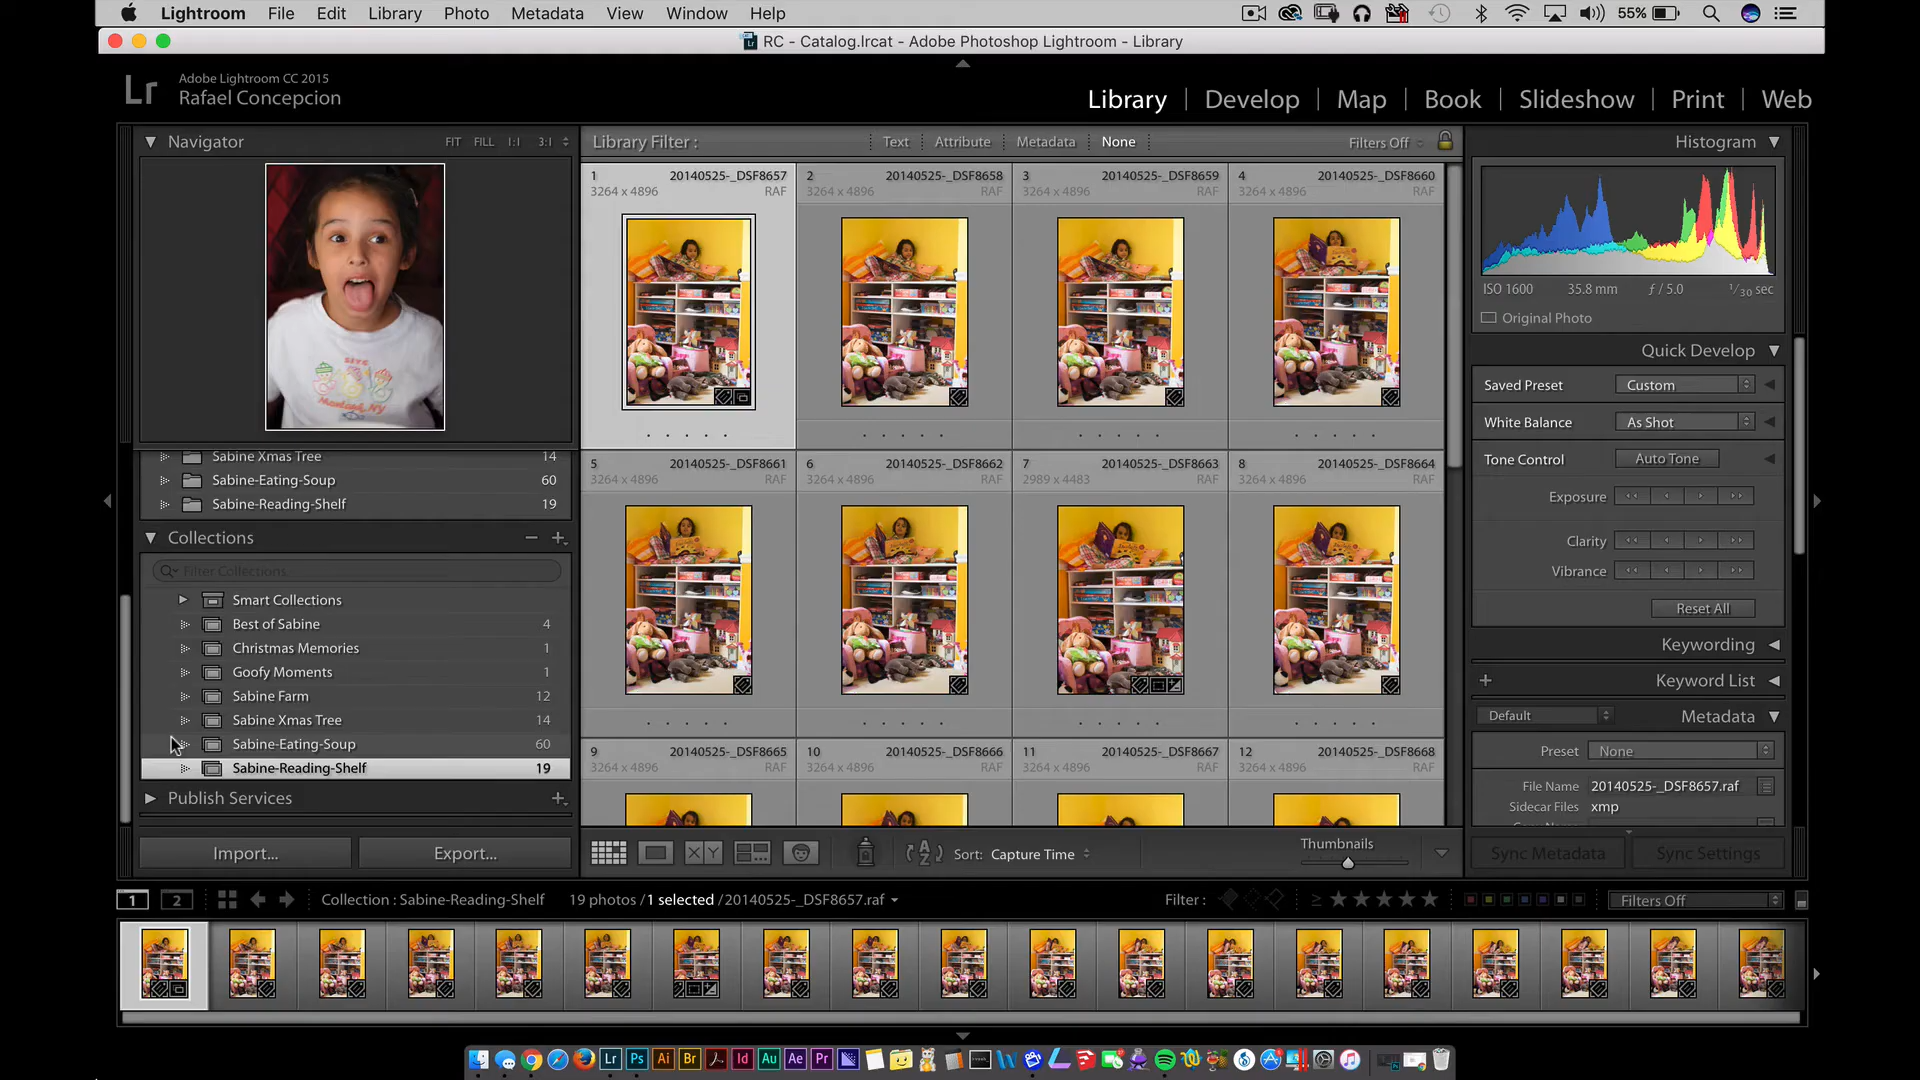 Lightroom File Edit Library Photo Metadata View Window Help 55%
RC - Catalog.lrcat - Adobe Photoshop Lightroom - Library
Lr Adobe Lightroom CC 2015
Rafael Concepcion
Library | Develop | Map | Book | Slideshow | Print | Web
Navigator FIT FILL 1:1 3:1
Sabine Xmas Tree 14
Sabine-Eating-Soup 60
Sabine-Reading-Shelf 19
Collections
Filter Collections
Smart Collections
Best of Sabine 4
Christmas Memories 1
Goofy Moments 1
Sabine Farm 12
Sabine Xmas Tree 14
Sabine-Eating-Soup 60
Sabine-Reading-Shelf 19
Publish Services
Import... Export...
Library Filter : Text Attribute Metadata None Filters Off
1 20140525-_DSF8657
3264 x 4896 RAF
2 20140525-_DSF8658
3264 x 4896 RAF
3 20140525-_DSF8659
3264 x 4896 RAF
4 20140525-_DSF8660
3264 x 4896 RAF
5 20140525-_DSF8661
3264 x 4896 RAF
6 20140525-_DSF8662
3264 x 4896 RAF
7 20140525-_DSF8663
2989 x 4483 RAF
8 20140525-_DSF8664
3264 x 4896 RAF
9 20140525-_DSF8665
3264 x 4896 RAF
10 20140525-_DSF8666
3264 x 4896 RAF
11 20140525-_DSF8667
3264 x 4896 RAF
12 20140525-_DSF8668
3264 x 4896 RAF
Sort: Capture Time
Thumbnails
Histogram
ISO 1600 35.8 mm ƒ / 5.0 1/30 sec
Original Photo
Quick Develop
Saved Preset Custom
White Balance As Shot
Tone Control Auto Tone
Exposure
Clarity
Vibrance
Reset All
Keywording
Keyword List
Default Metadata
Preset None
File Name 20140525-_DSF8657.raf
Sidecar Files xmp
Sync Metadata Sync Settings
1 2 Collection : Sabine-Reading-Shelf 19 photos / 1 selected / 20140525-_DSF8657.raf Filter : Filters Off
Lr Ps Ai Br Id Au Ae Pr